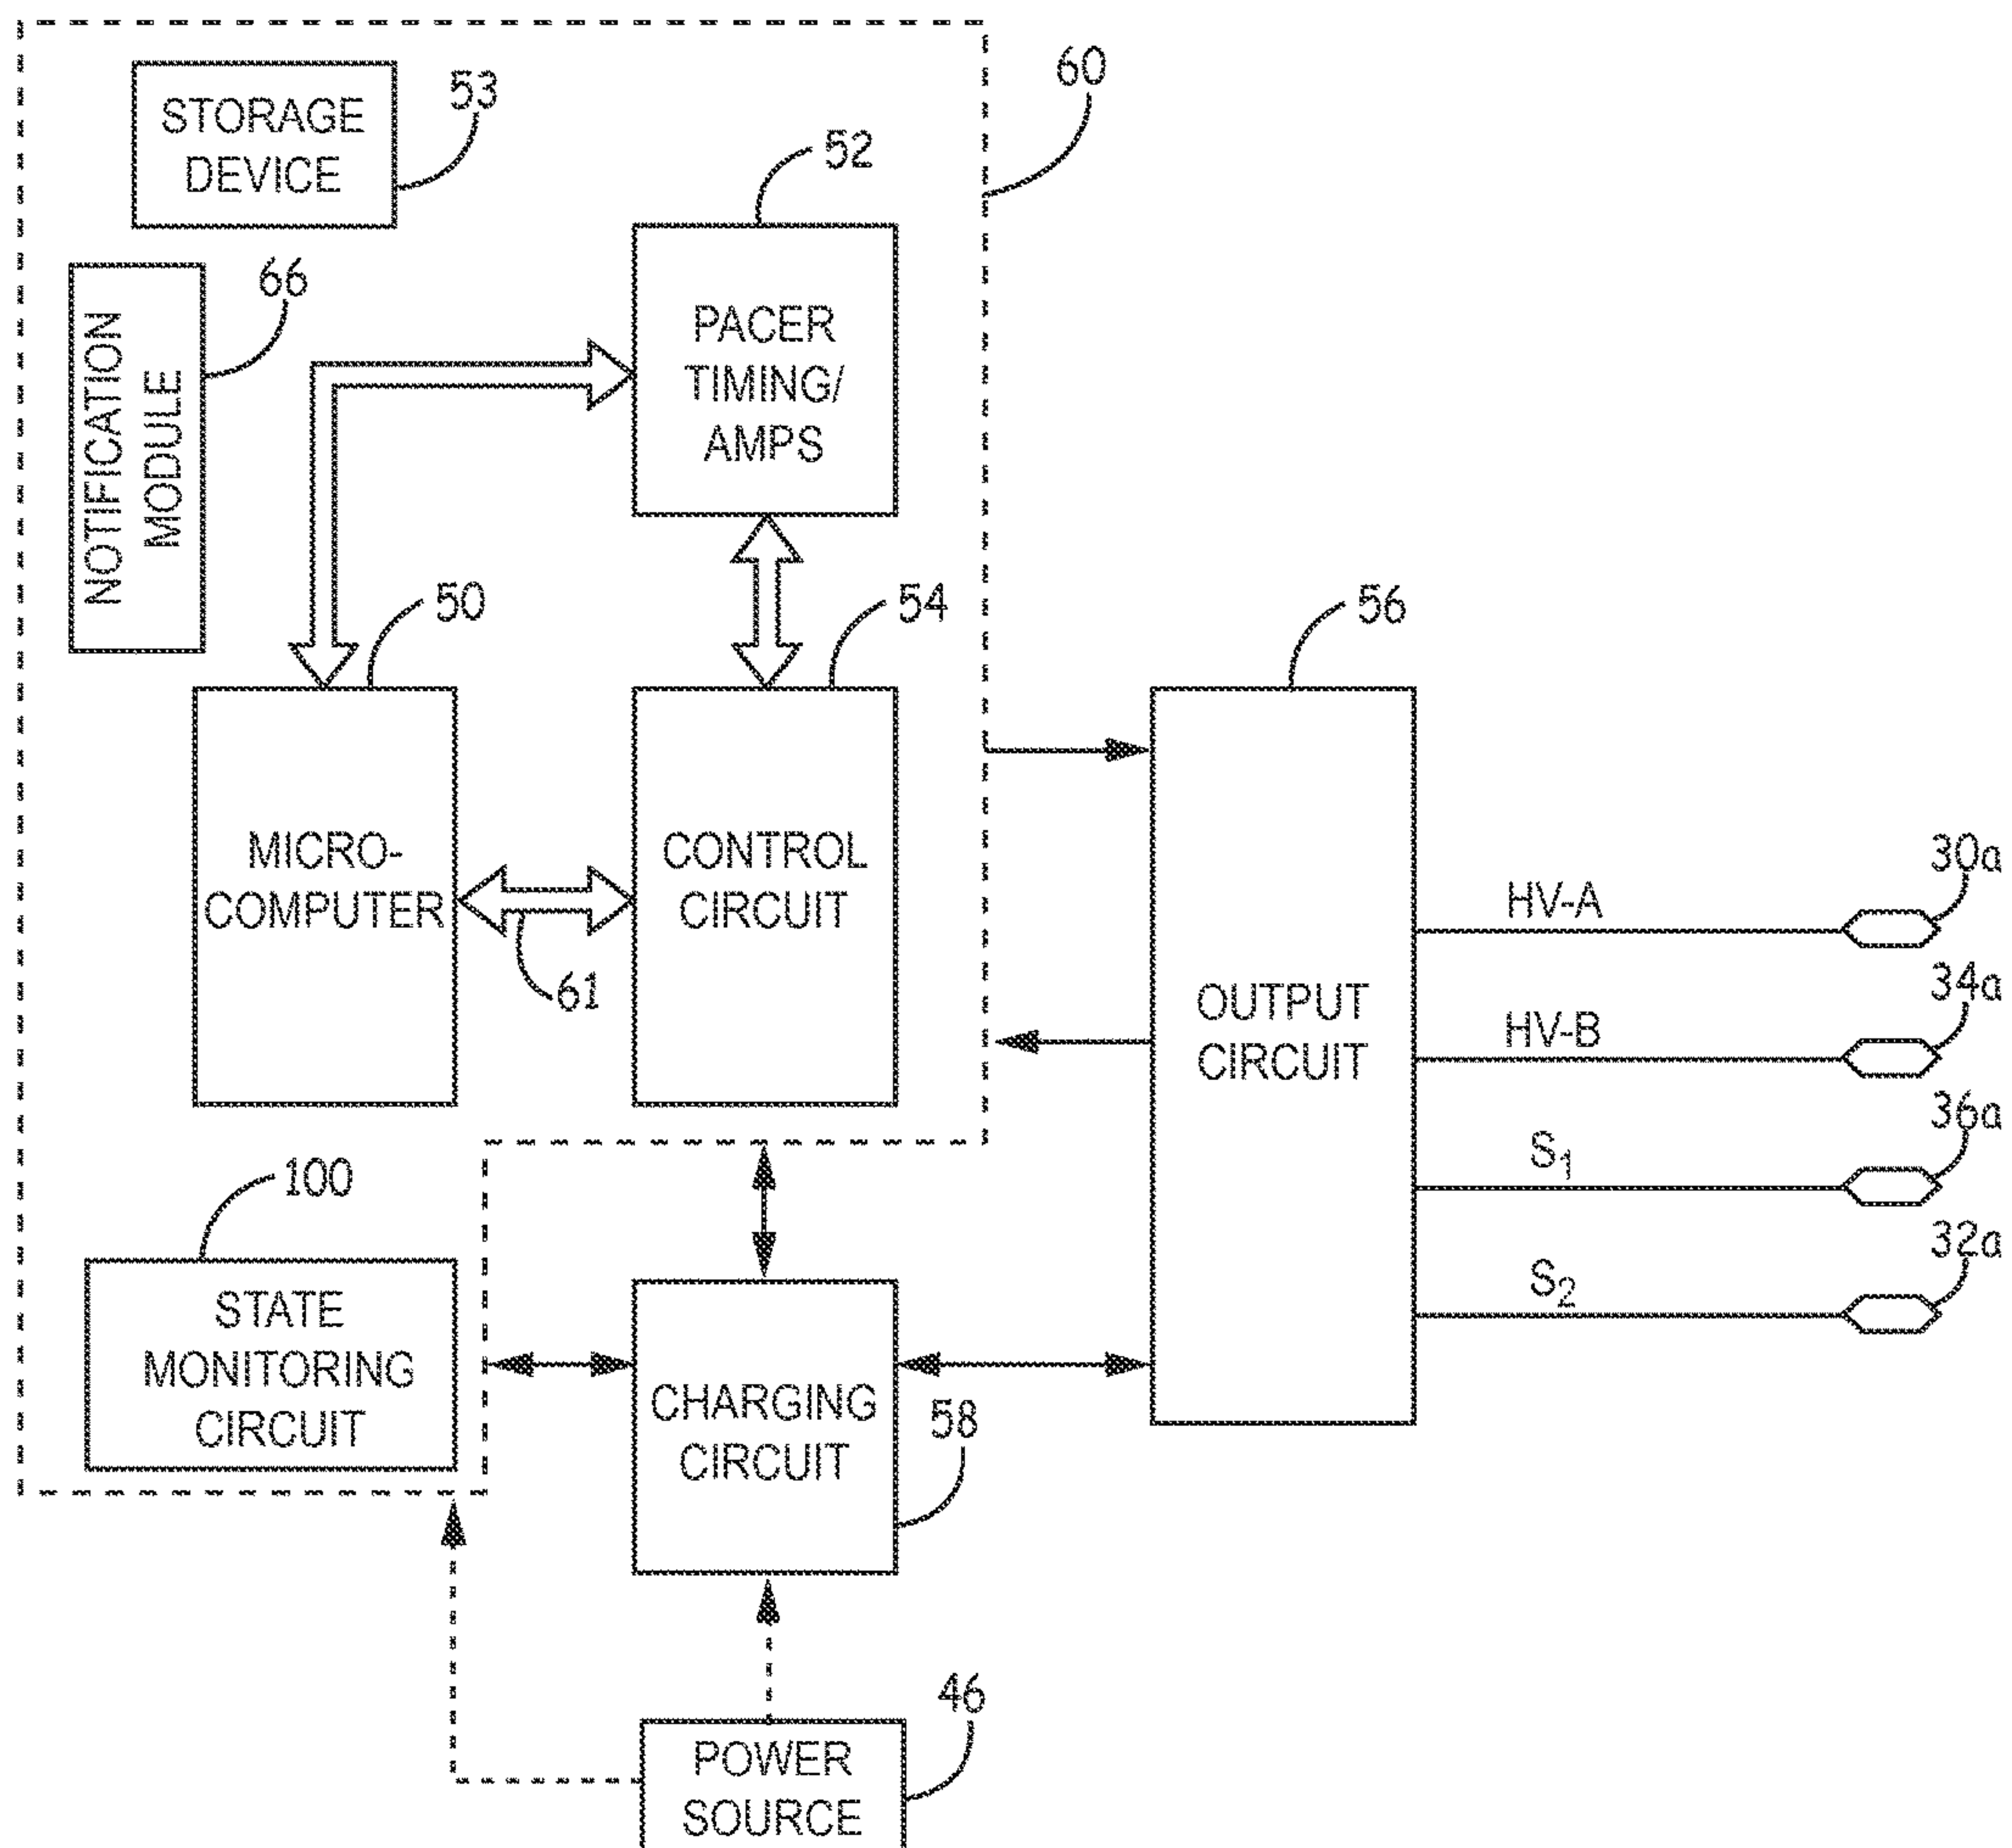 60
STORAGE
DEVICE
53
52
66
NOTIFICATION
MODULE
PACER
TIMING/
AMPS
50
54
56
MICRO-
COMPUTER
CONTROL
CIRCUIT
61
OUTPUT
CIRCUIT
HV-A
30a
HV-B
34a
S1
36a
S2
32a
100
STATE
MONITORING
CIRCUIT
CHARGING
CIRCUIT
58
46
POWER
SOURCE